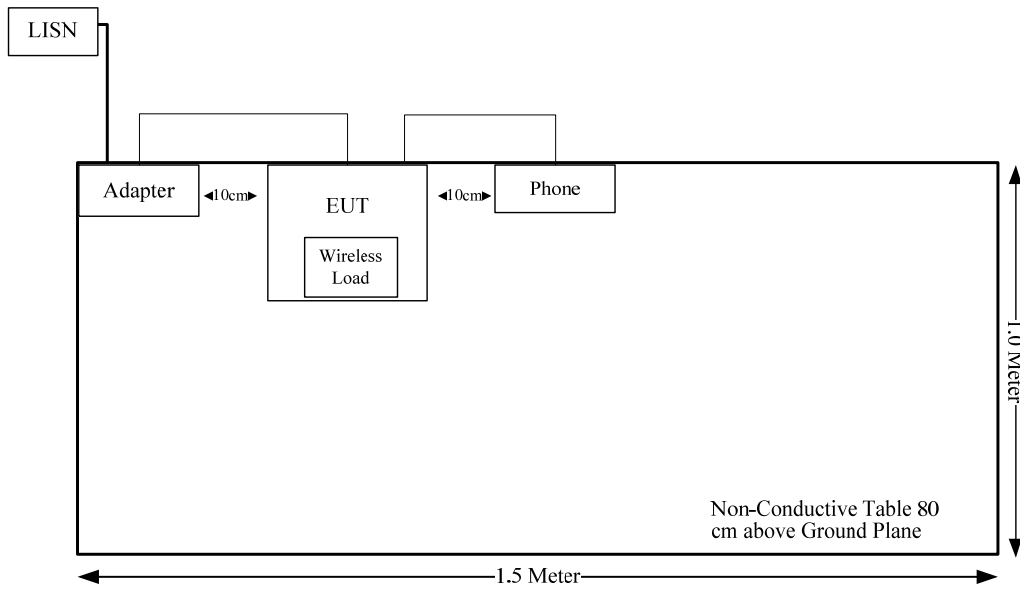 LISN
Adapter
10cm
EUT
10cm
Phone
Wireless
Load
1.0 Meter
Non-Conductive Table 80
cm above Ground Plane
1.5 Meter